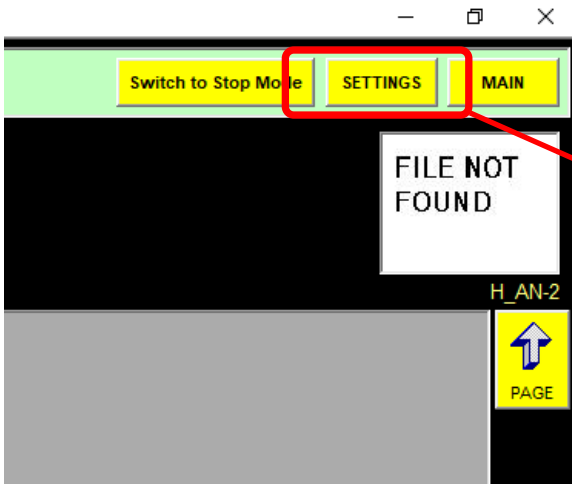 Switch to Stop Mode SETTINGS MAIN
FILE NOT
FOUND
H_AN-2
PAGE